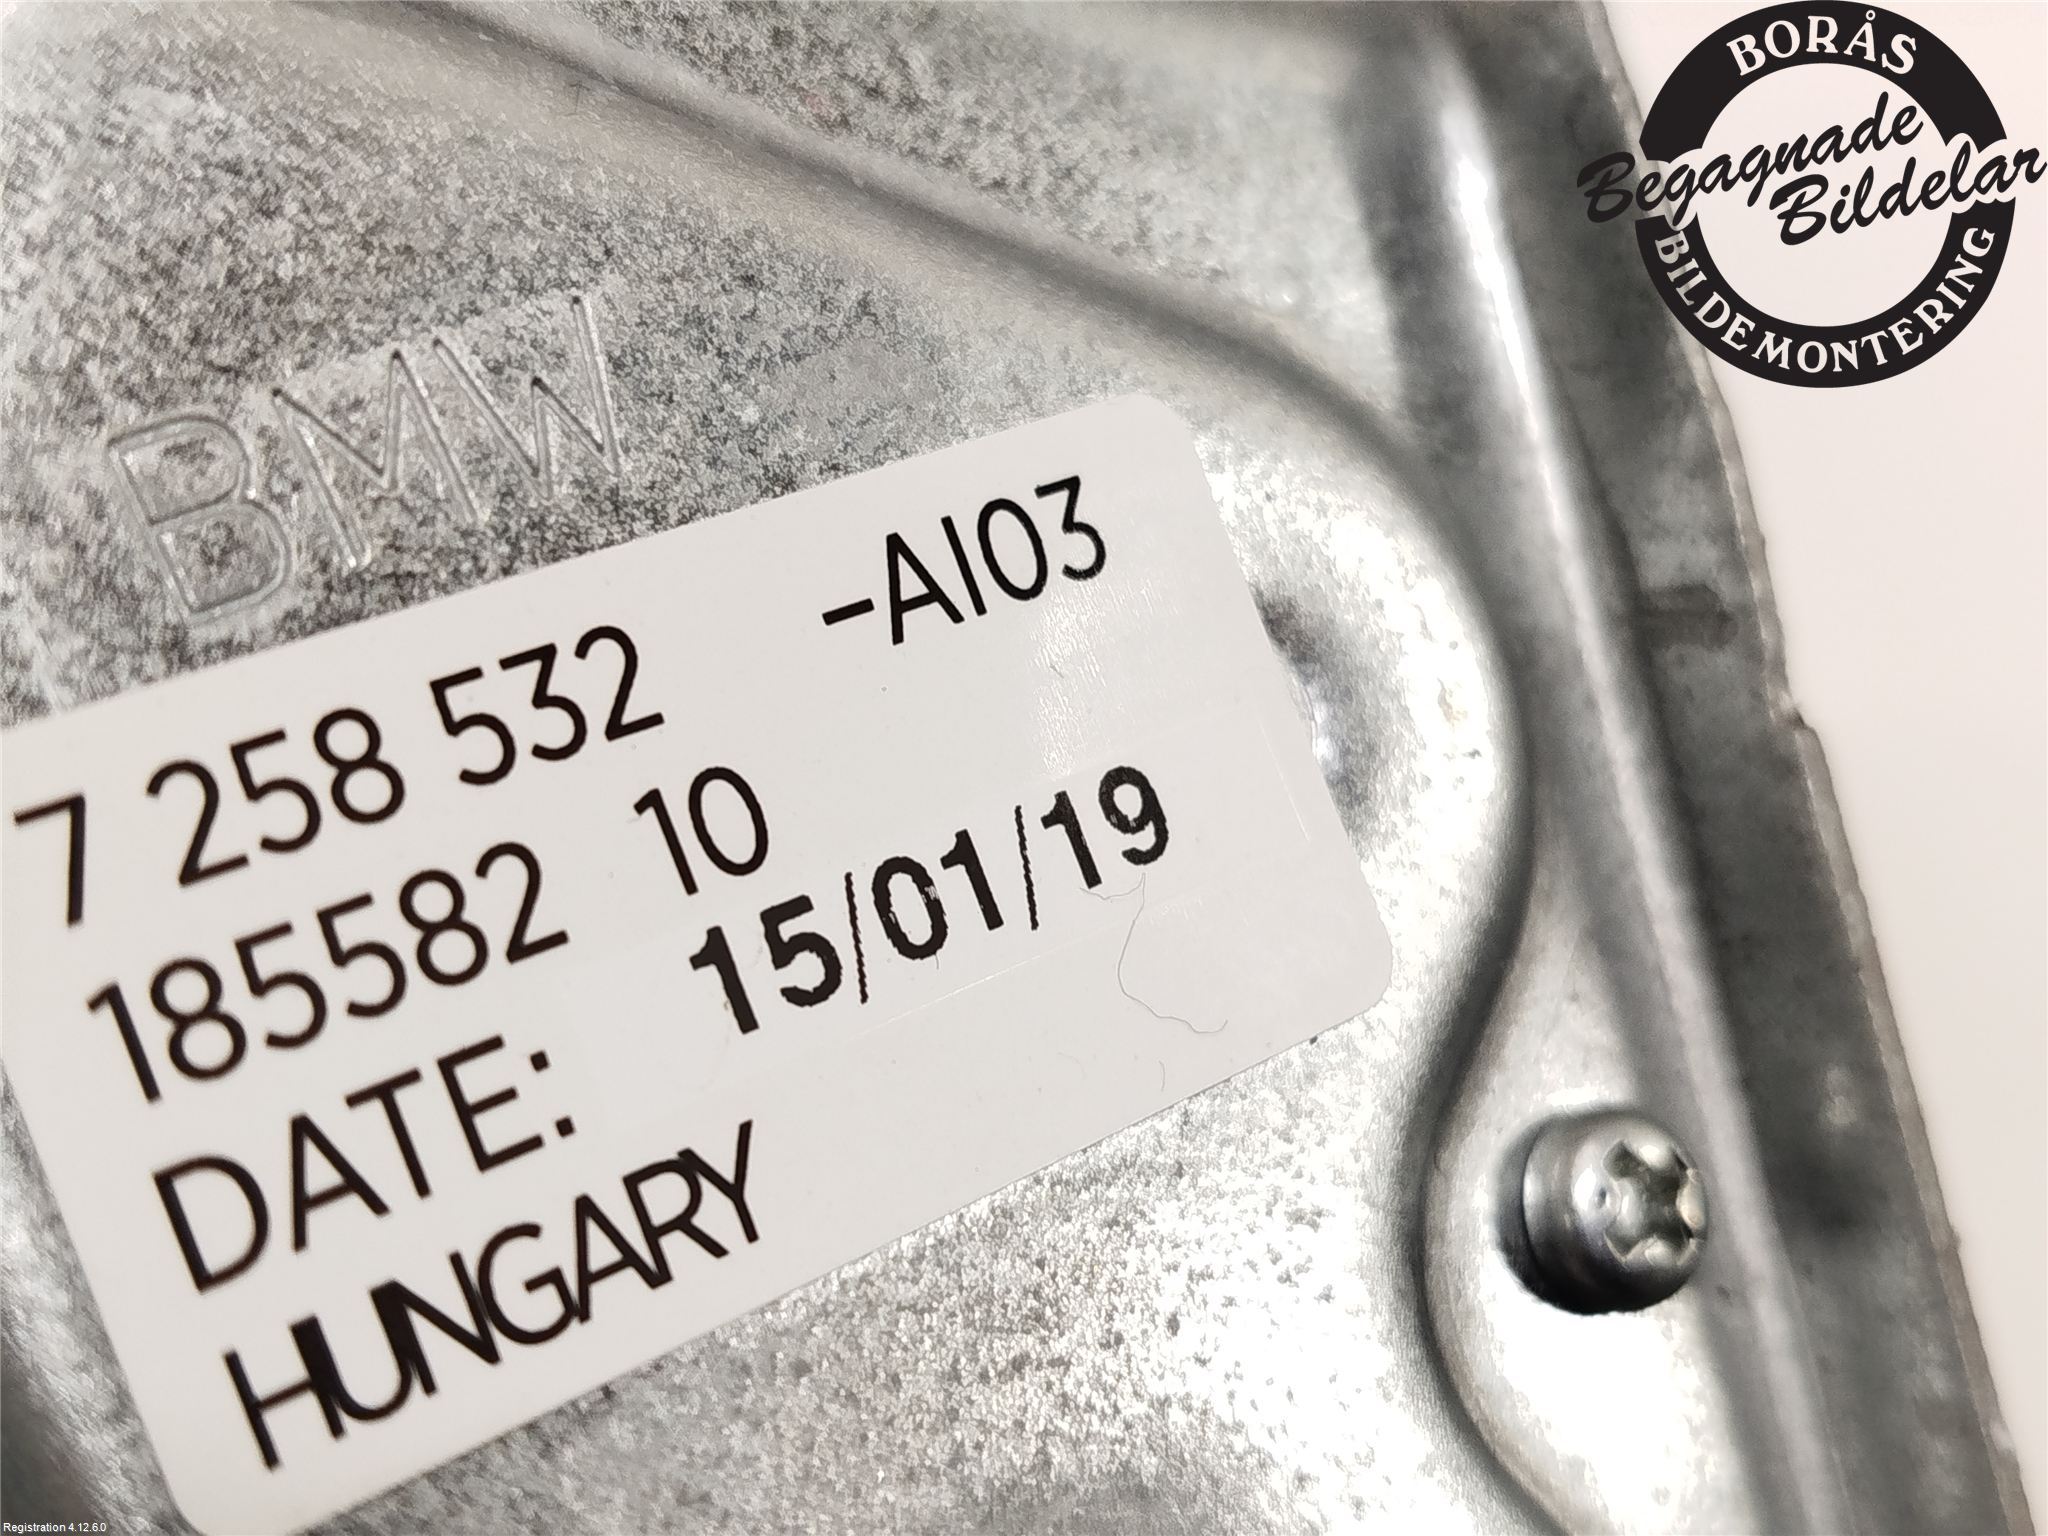 BORÅS
Begagnade
Bildelar
BILDEMONTERING
BMW
7 258 532 -AI03
185582 10
DATE: 15/01/19
HUNGARY
Registration 4.12.6.0